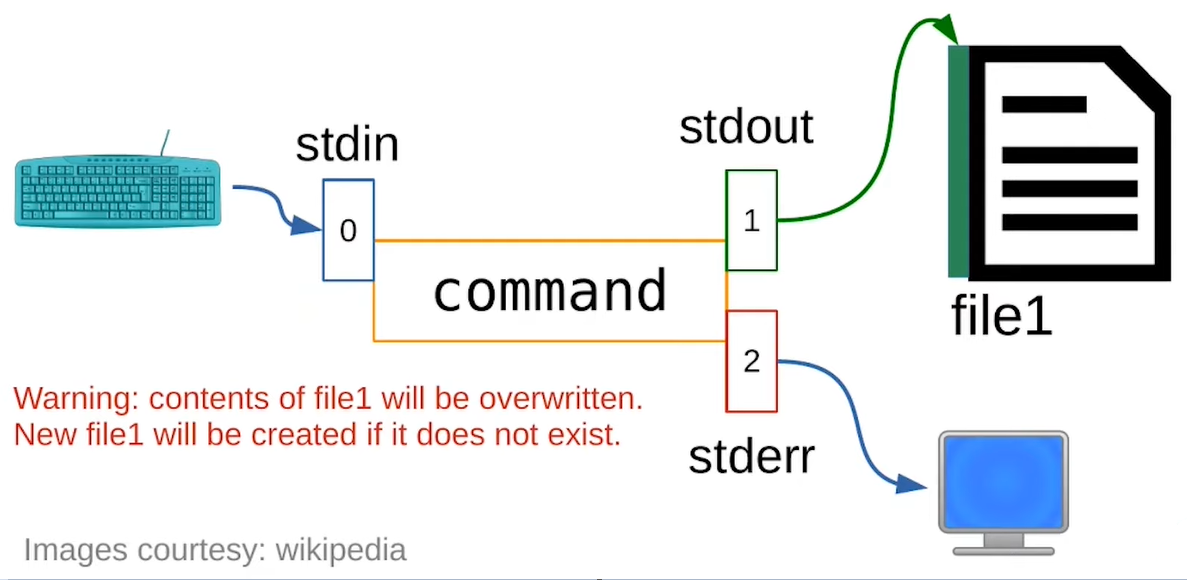 stdin
stdout
0
1
command
file1
2
Warning: contents of file1 will be overwritten.
New file1 will be created if it does not exist.
stderr
Images courtesy: wikipedia